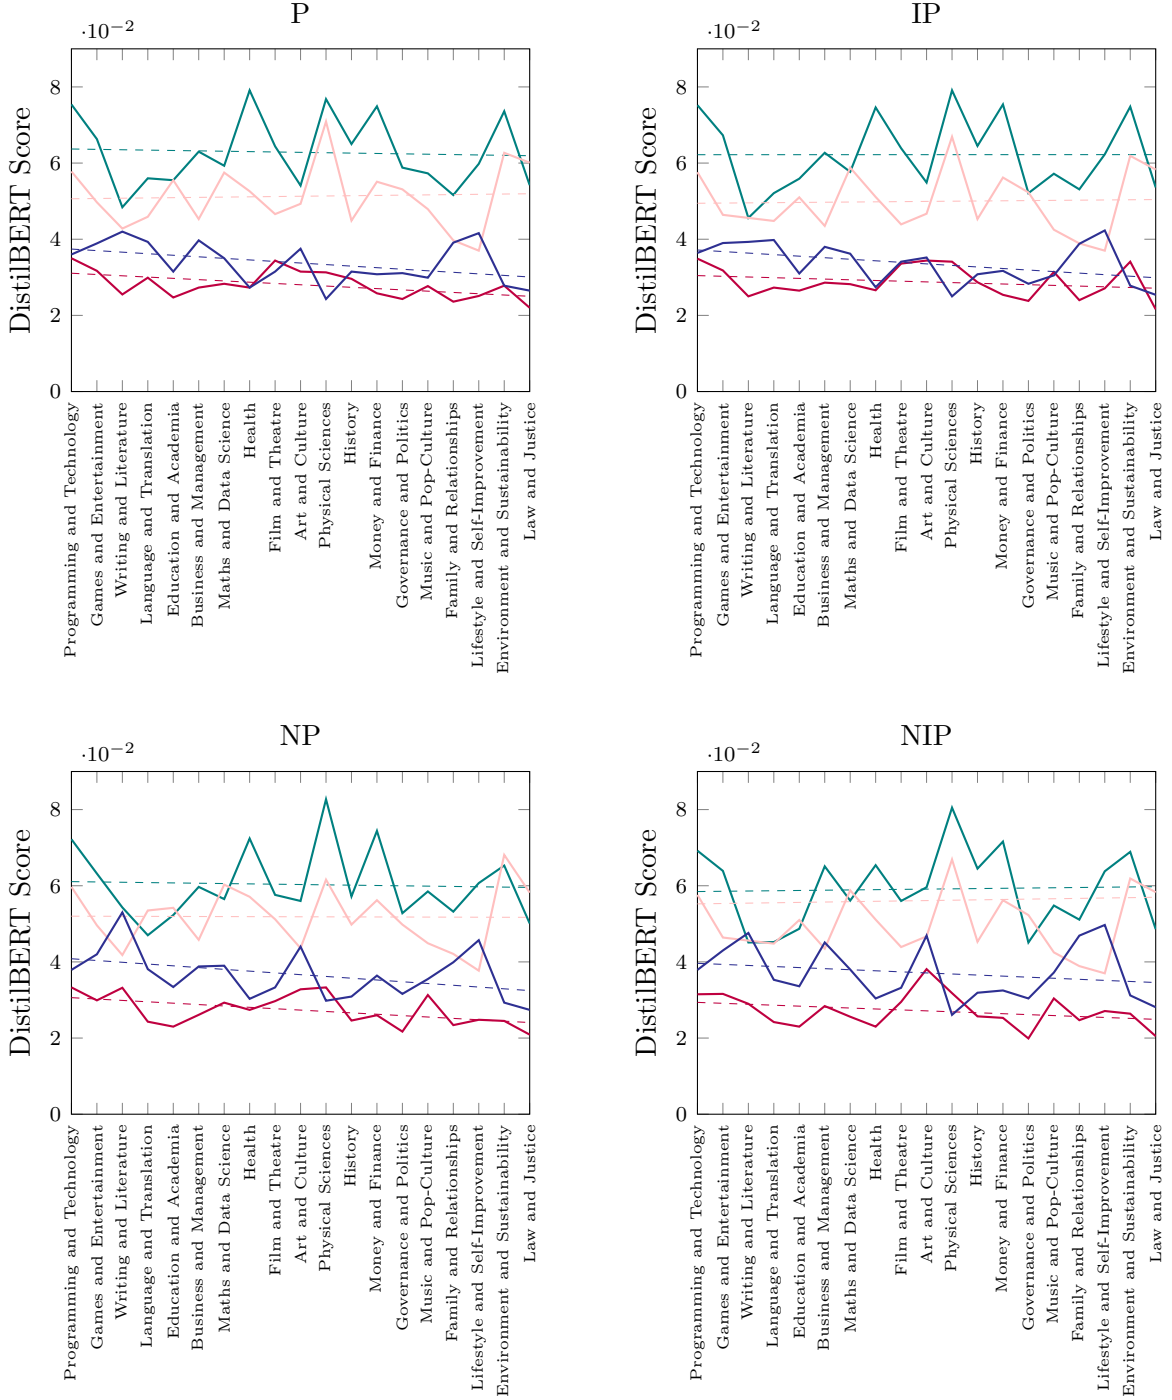 P
·10−2
DistilBERT Score
8
6
4
2
0
Programming and Technology
Games and Entertainment
Writing and Literature
Language and Translation
Education and Academia
Business and Management
Maths and Data Science
Health
Film and Theatre
Art and Culture
Physical Sciences
History
Money and Finance
Governance and Politics
Music and Pop-Culture
Family and Relationships
Lifestyle and Self-Improvement
Environment and Sustainability
Law and Justice
IP
·10−2
DistilBERT Score
8
6
4
2
0
Programming and Technology
Games and Entertainment
Writing and Literature
Language and Translation
Education and Academia
Business and Management
Maths and Data Science
Health
Film and Theatre
Art and Culture
Physical Sciences
History
Money and Finance
Governance and Politics
Music and Pop-Culture
Family and Relationships
Lifestyle and Self-Improvement
Environment and Sustainability
Law and Justice
NP
·10−2
DistilBERT Score
8
6
4
2
0
Programming and Technology
Games and Entertainment
Writing and Literature
Language and Translation
Education and Academia
Business and Management
Maths and Data Science
Health
Film and Theatre
Art and Culture
Physical Sciences
History
Money and Finance
Governance and Politics
Music and Pop-Culture
Family and Relationships
Lifestyle and Self-Improvement
Environment and Sustainability
Law and Justice
NIP
·10−2
DistilBERT Score
8
6
4
2
0
Programming and Technology
Games and Entertainment
Writing and Literature
Language and Translation
Education and Academia
Business and Management
Maths and Data Science
Health
Film and Theatre
Art and Culture
Physical Sciences
History
Money and Finance
Governance and Politics
Music and Pop-Culture
Family and Relationships
Lifestyle and Self-Improvement
Environment and Sustainability
Law and Justice